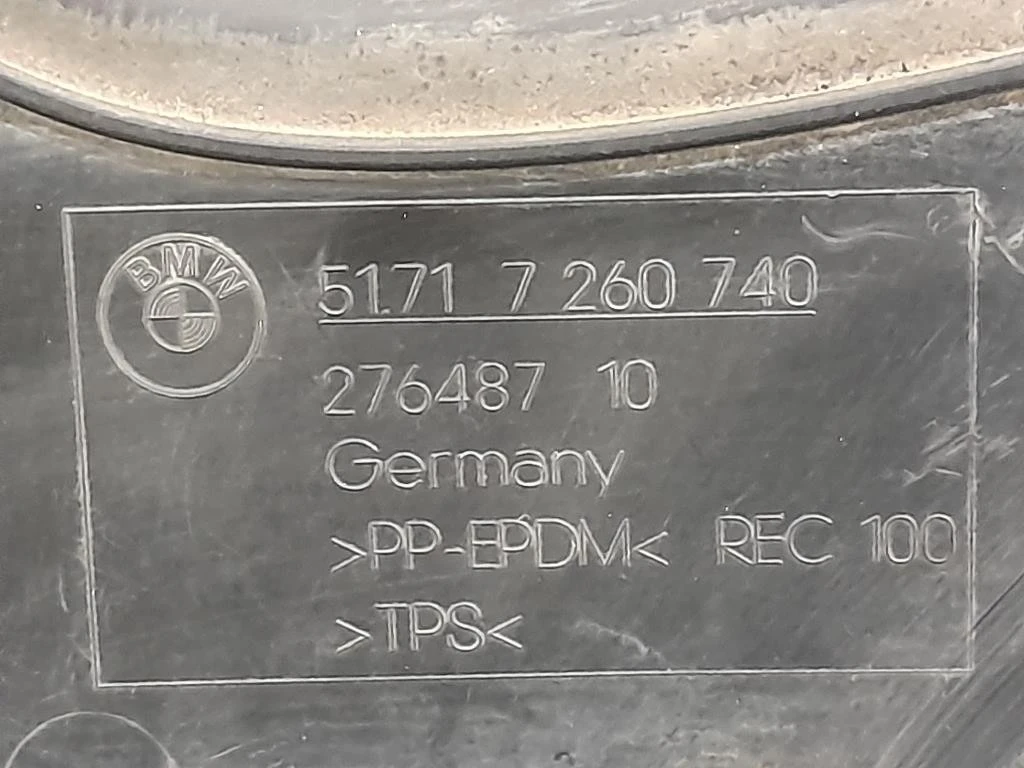 BMW
51.71 7 260 740
276487 10
Germany
>PP-EPDM< REC 100
>TPS<